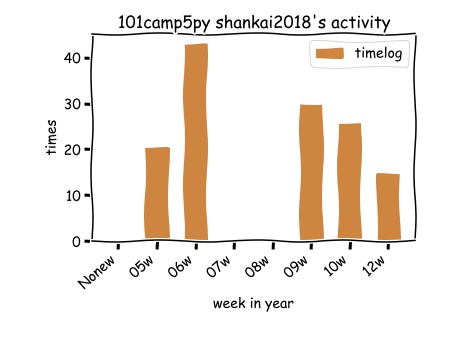 101camp5py shankai2018's activity
timelog
times
40
30
20
10
0
Nonew 05w 06w 07w 08w 09w 10w 12w
week in year